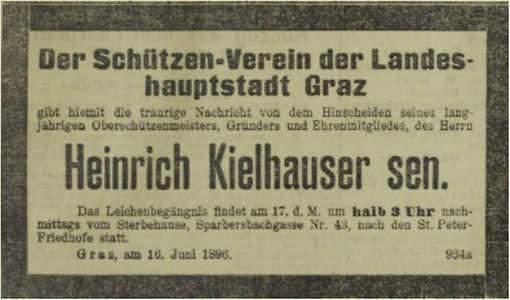 Der Schützen-Verein der Landes-
hauptstadt Graz
gibt hiemit die traurige Nachricht von dem Hinscheiden seines lang-
jährigen Oberschützenmeisters, Gründers und Ehrenmitgliedes, des Herrn
Heinrich Kielhauser sen.
Das Leichenbegängnis findet am 17. d. M. um halb 3 Uhr nach-
mittags vom Sterbehause, Sparbersbachgasse Nr. 43, nach den St. Peter-
Friedhofe statt.
Graz, am 16. Juni 1896. 934a